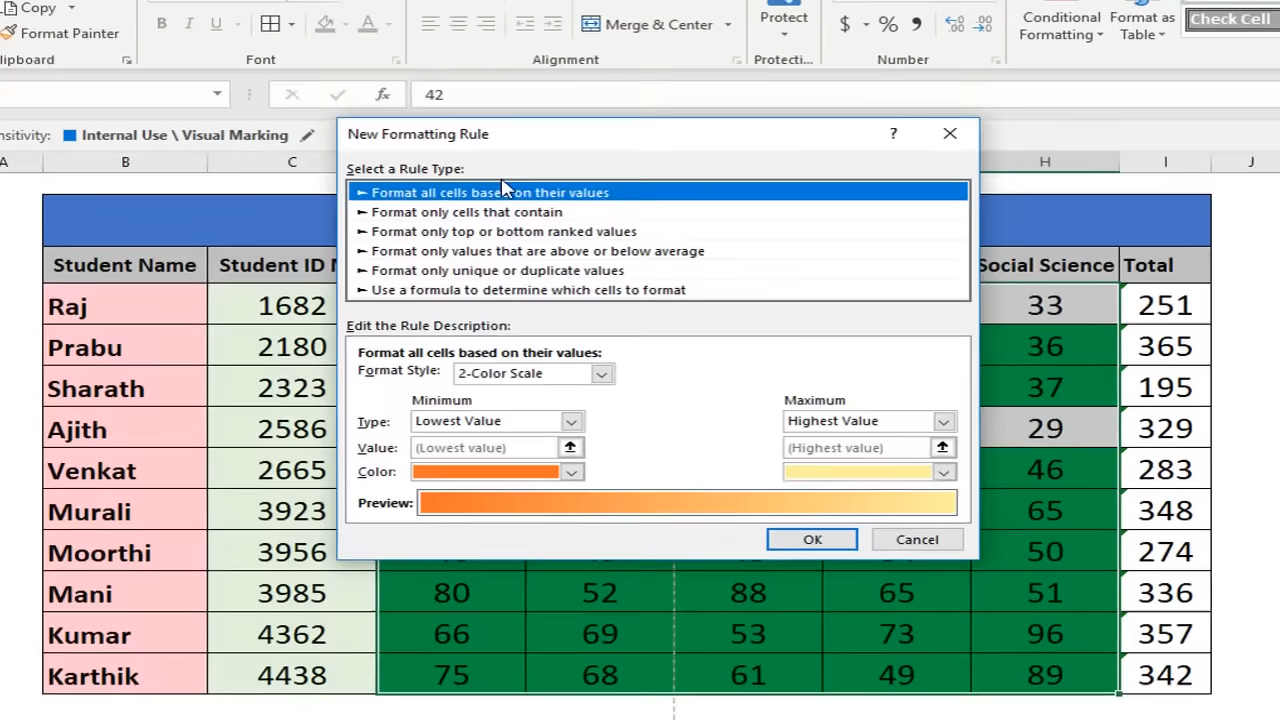 Copy
Format Painter
B I U A
Merge & Center
Protect
$ % 9
.00
Conditional Formatting
Format as Table
Check Cell
lipboard
Font
Alignment
Protecti...
Number
fx 42
nsitivity: Internal Use \ Visual Marking
A B C H I J
New Formatting Rule ?
Select a Rule Type:
► Format all cells based on their values
► Format only cells that contain
► Format only top or bottom ranked values
► Format only values that are above or below average
► Format only unique or duplicate values
► Use a formula to determine which cells to format
Edit the Rule Description:
Format all cells based on their values:
Format Style: 2-Color Scale
Minimum Maximum
Type: Lowest Value Highest Value
Value: (Lowest value) (Highest value)
Color:
Preview:
OK Cancel
Student Name Student ID N Social Science Total
Raj 1682 33 251
Prabu 2180 36 365
Sharath 2323 37 195
Ajith 2586 29 329
Venkat 2665 46 283
Murali 3923 65 348
Moorthi 3956 50 274
Mani 3985 80 52 88 65 51 336
Kumar 4362 66 69 53 73 96 357
Karthik 4438 75 68 61 49 89 342